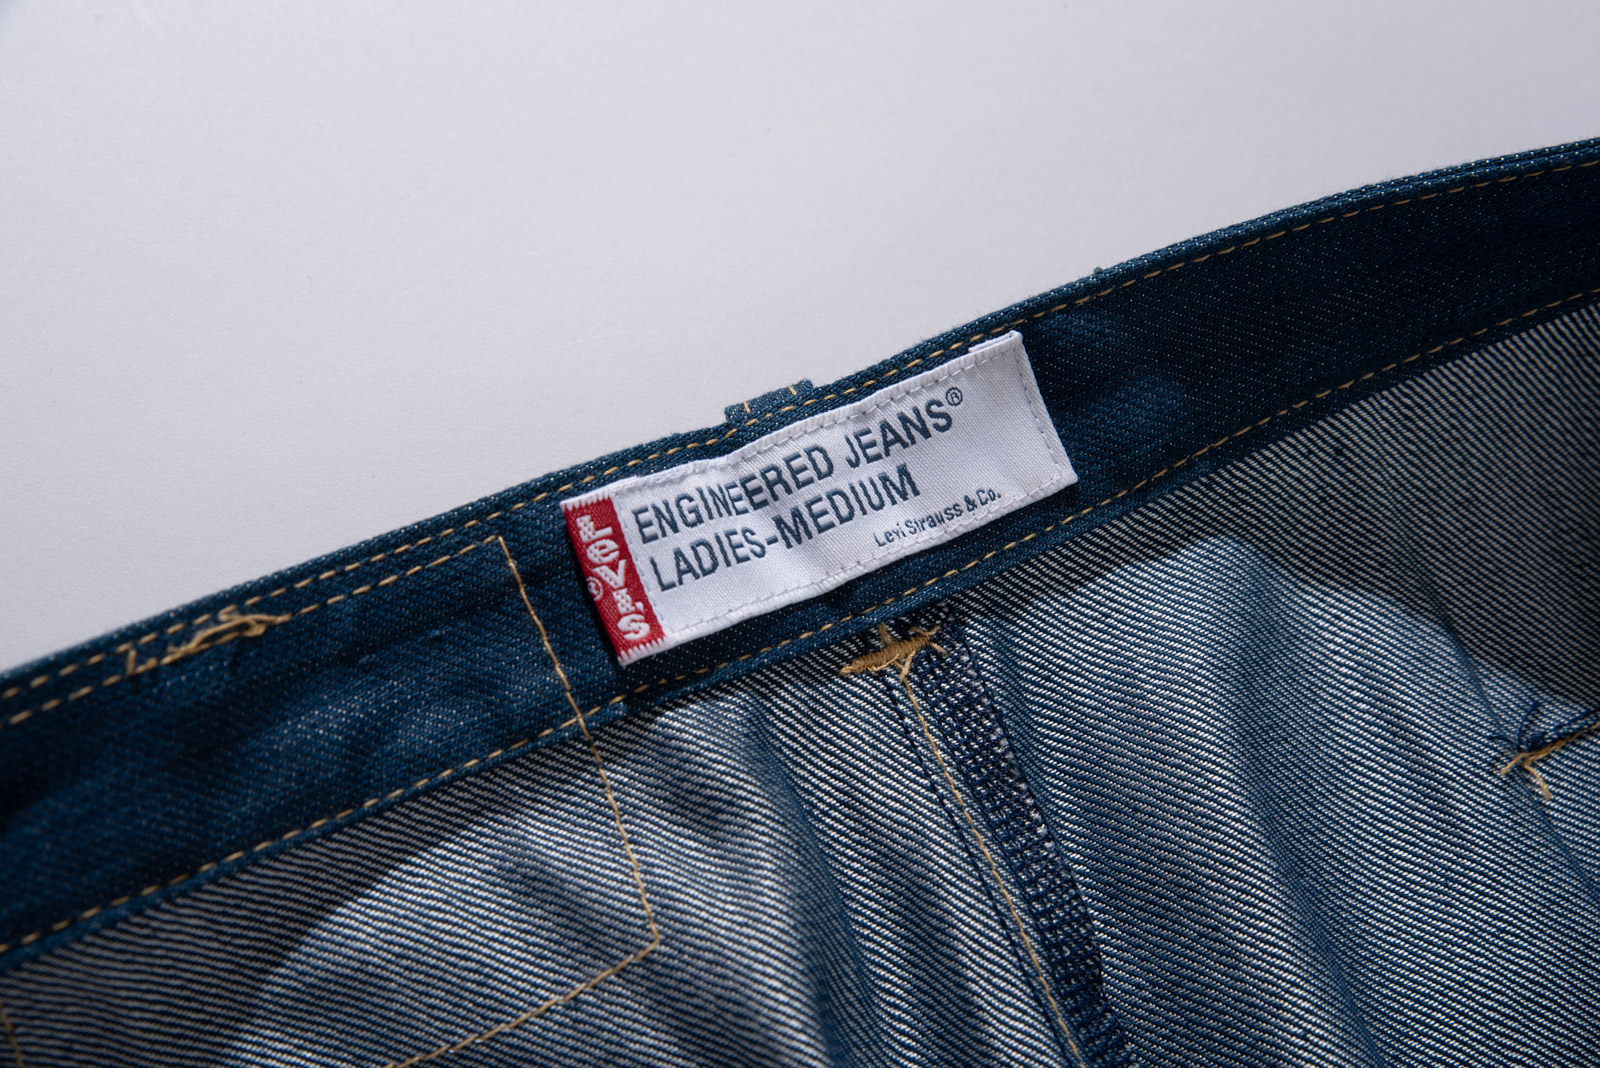 LEVI'S®
ENGINEERED JEANS®
LADIES-MEDIUM
Levi Strauss & Co.